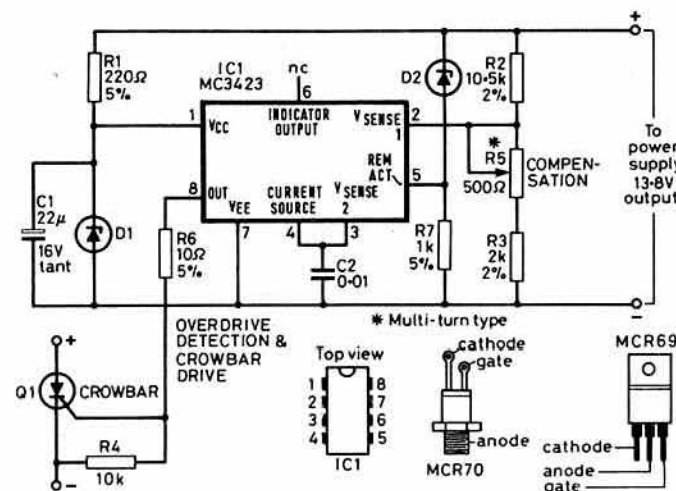 +
R1
220Ω
5%
IC1
MC3423
nc
6
INDICATOR
OUTPUT
1
VCC
V SENSE
1
2
D2
R2
10·5k
2%
*
R5
500Ω
COMPEN-
SATION
To
power
supply
13·8V
output
REM
ACT
5
8
OUT
CURRENT
SOURCE
V SENSE
2
VEE
7
4
3
C1
22μ
16V
tant
D1
R6
10Ω
5%
C2
0·01
R7
1k
5%
R3
2k
2%
−
OVERDRIVE
DETECTION &
CROWBAR
DRIVE
* Multi-turn type
+
Q1
CROWBAR
R4
10k
−
Top view
1
2
3
4
8
7
6
5
IC1
cathode
gate
anode
MCR70
MCR69
cathode
anode
gate